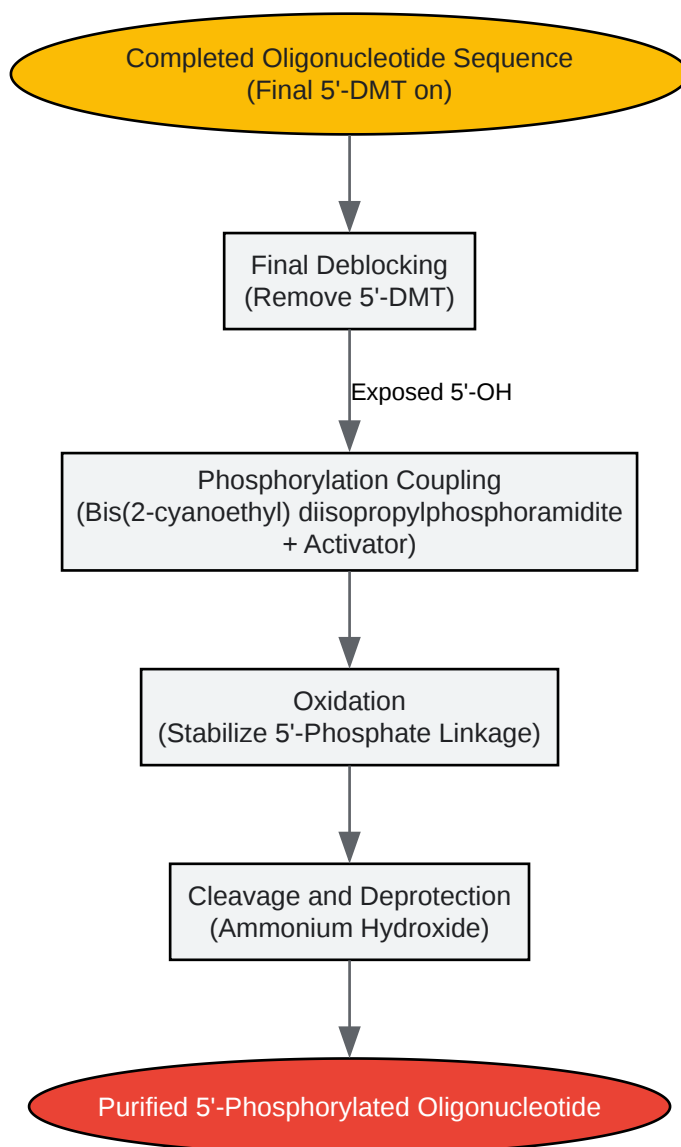 Completed Oligonucleotide Sequence
(Final 5'-DMT on)
Final Deblocking
(Remove 5'-DMT)
Exposed 5'-OH
Phosphorylation Coupling
(Bis(2-cyanoethyl) diisopropylphosphoramidite
+ Activator)
Oxidation
(Stabilize 5'-Phosphate Linkage)
Cleavage and Deprotection
(Ammonium Hydroxide)
Purified 5'-Phosphorylated Oligonucleotide